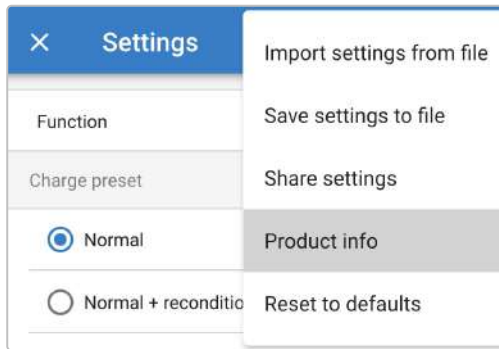 Settings
Function
Charge preset
Normal
Normal + reconditio
Import settings from file
Save settings to file
Share settings
Product info
Reset to defaults